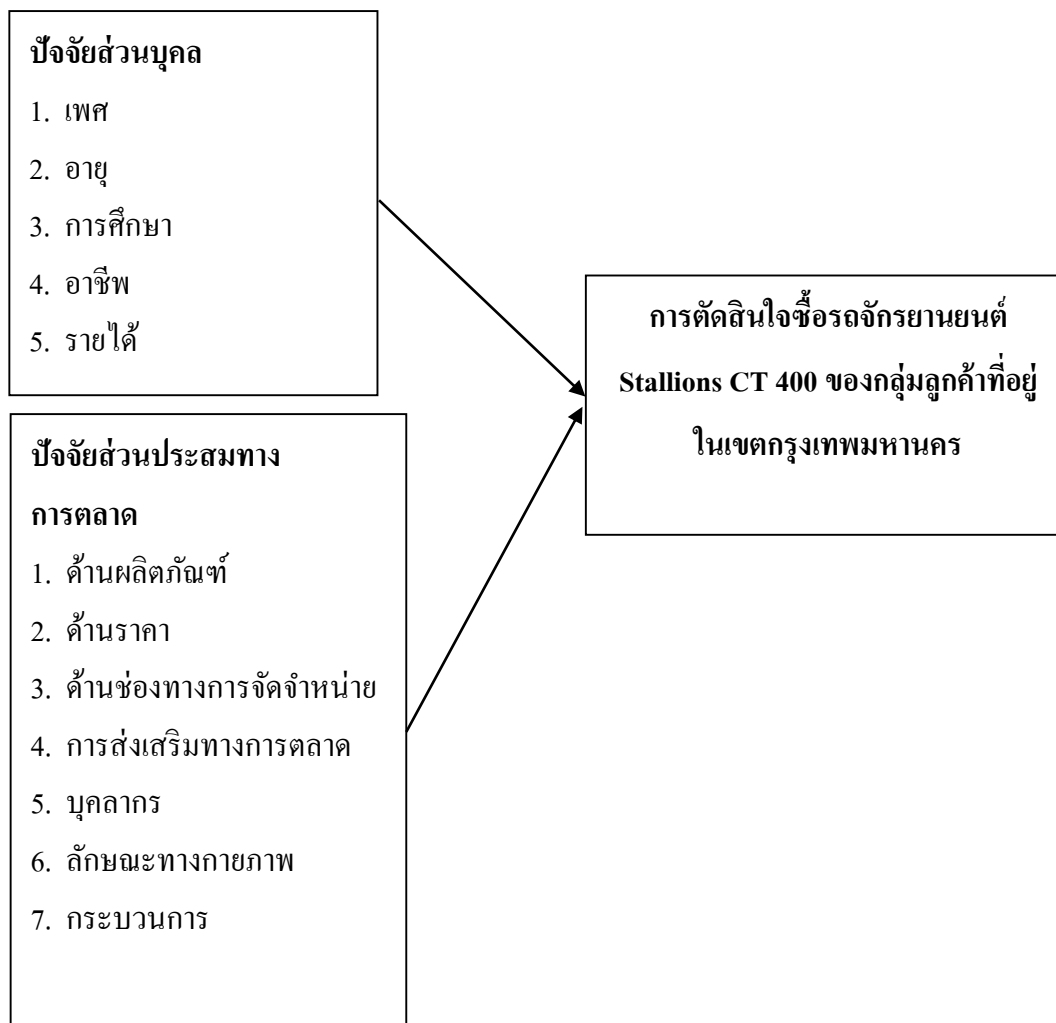 ปัจจัยส่วนบุคล
1. เพศ
2. อายุ
3. การศึกษา
4. อาชีพ
5. รายได้
การตัดสินใจซื้อรถจักรยานยนต์
Stallions CT 400 ของกลุ่มลูกค้าที่อยู่
ในเขตกรุงเทพมหานคร
ปัจจัยส่วนประสมทาง
การตลาด
1. ด้านผลิตภัณฑ์
2. ด้านราคา
3. ด้านช่องทางการจัดจำหน่าย
4. การส่งเสริมทางการตลาด
5. บุคลากร
6. ลักษณะทางกายภาพ
7. กระบวนการ